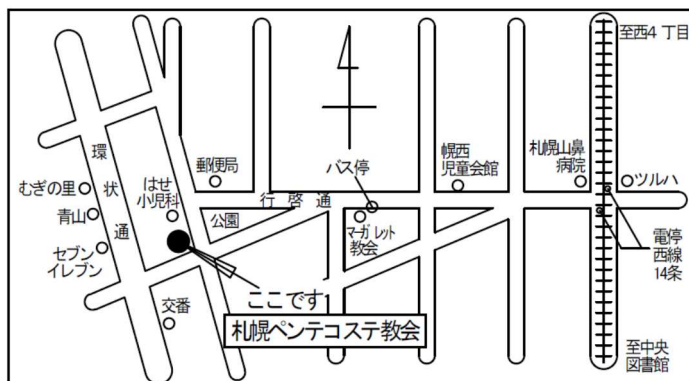 至西4丁目
環状通
郵便局
バス停
幌西
児童会館
札幌山鼻
病院
ツルハ
むぎの里
はせ
小児科
行啓通
青山
公園
マーガレット
教会
セブン
イレブン
電停
西線
14条
ここです
交番
札幌ペンテコステ教会
至中央
図書館